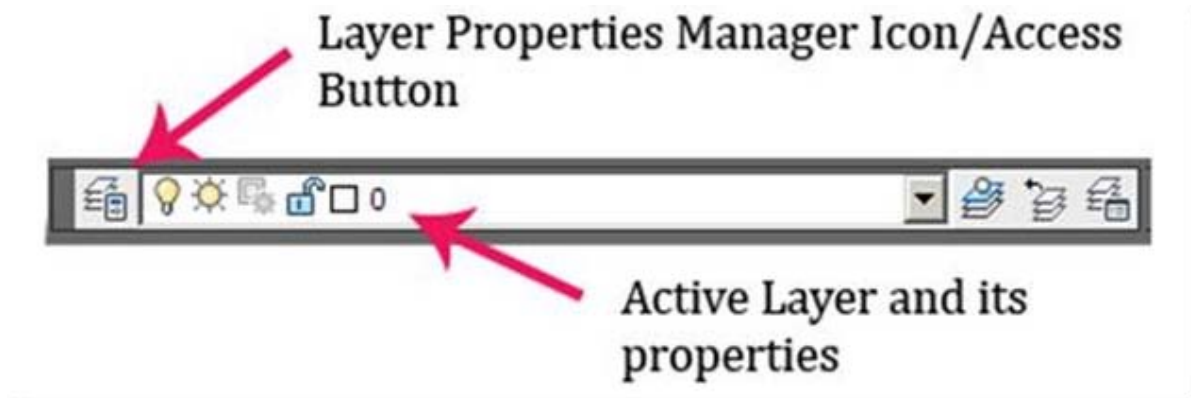 Layer Properties Manager Icon/Access
Button
0
Active Layer and its
properties